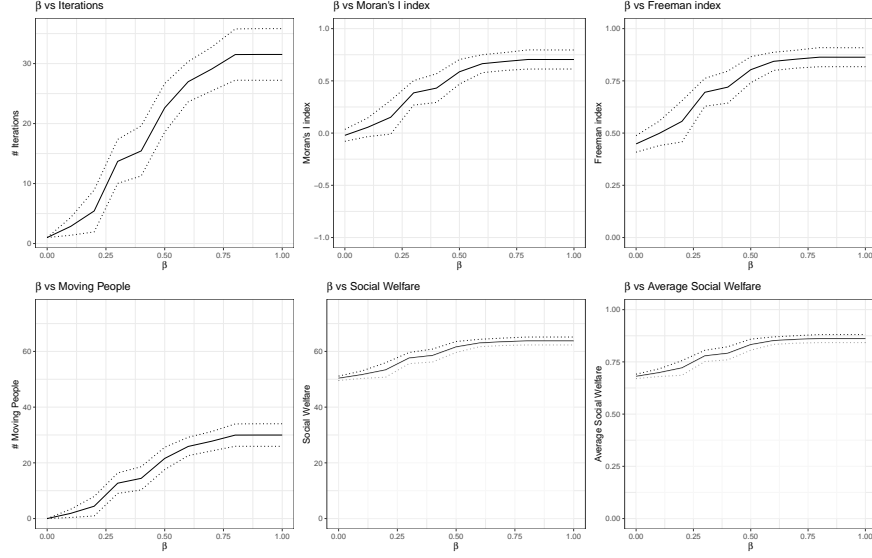 β vs Iterations
# Iterations
30
20
10
0
0.00 0.25 0.50 0.75 1.00
β
β vs Moran's I index
Moran's I index
1.0
0.5
0.0
−0.5
−1.0
0.00 0.25 0.50 0.75 1.00
β
β vs Freeman index
Freeman index
1.00
0.75
0.50
0.25
0.00
0.00 0.25 0.50 0.75 1.00
β
β vs Moving People
# Moving People
60
40
20
0
0.00 0.25 0.50 0.75 1.00
β
β vs Social Welfare
Social Welfare
60
40
20
0
0.00 0.25 0.50 0.75 1.00
β
β vs Average Social Welfare
Average Social Welfare
1.00
0.75
0.50
0.25
0.00
0.00 0.25 0.50 0.75 1.00
β